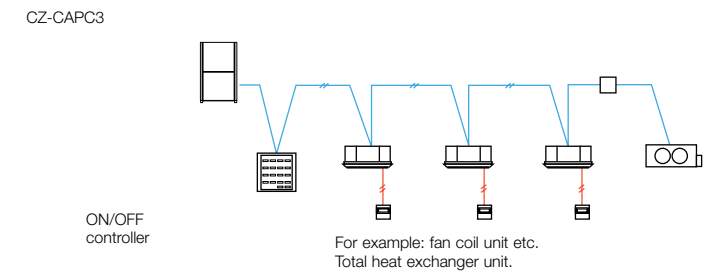 CZ-CAPC3
ON/OFF
controller
For example: fan coil unit etc.
Total heat exchanger unit.